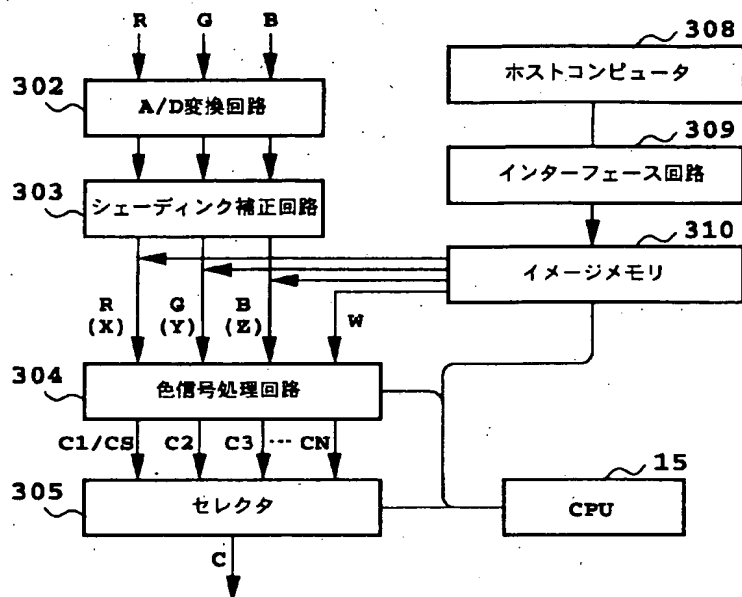 R G B
308
ホストコンピュータ
302
A/D変換回路
309
インターフェース回路
303
シェーディンク補正回路
310
イメージメモリ
R G B W
(X) (Y) (Z)
304
色信号処理回路
C1/CS C2 C3 ··· CN
15
305
セレクタ
CPU
C